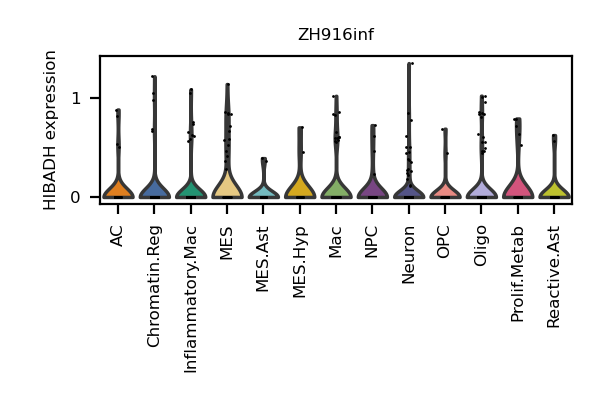 ZH916inf
HIBADH expression
1
0
AC
Chromatin.Reg
Inflammatory.Mac
MES
MES.Ast
MES.Hyp
Mac
NPC
Neuron
OPC
Oligo
Prolif.Metab
Reactive.Ast